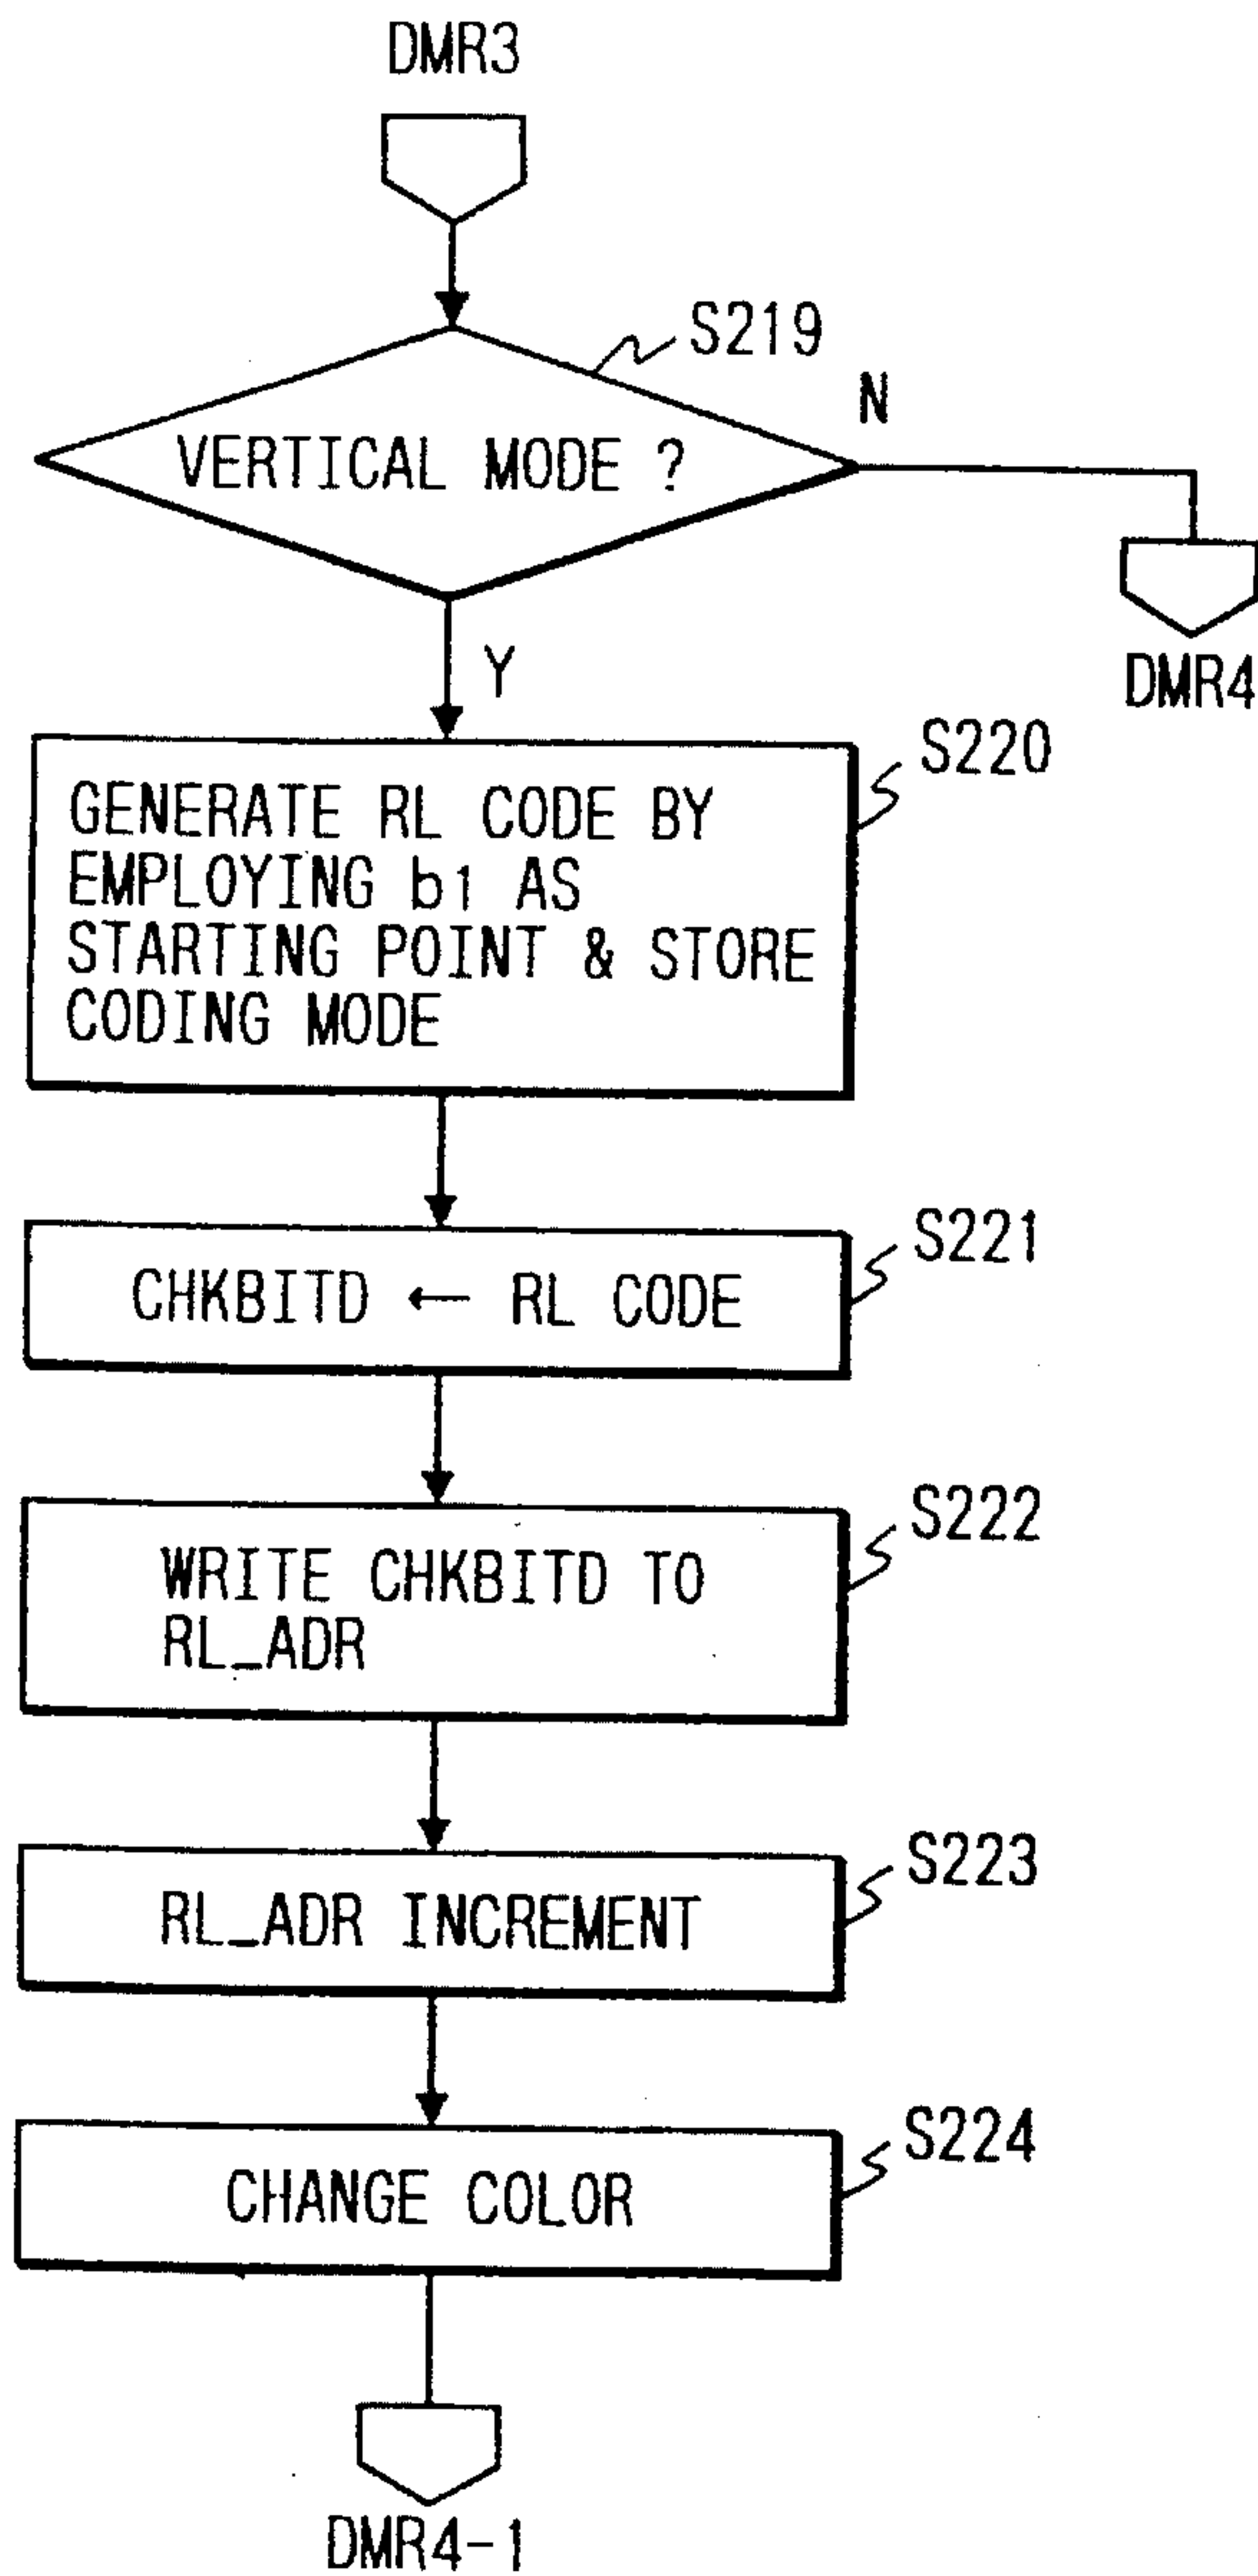 DMR3
S219
N
VERTICAL MODE ?
DMR4
Y
S220
GENERATE RL CODE BY
EMPLOYING b1 AS
STARTING POINT & STORE
CODING MODE
S221
CHKBITD ← RL CODE
S222
WRITE CHKBITD TO
RL_ADR
S223
RL_ADR INCREMENT
S224
CHANGE COLOR
DMR4-1